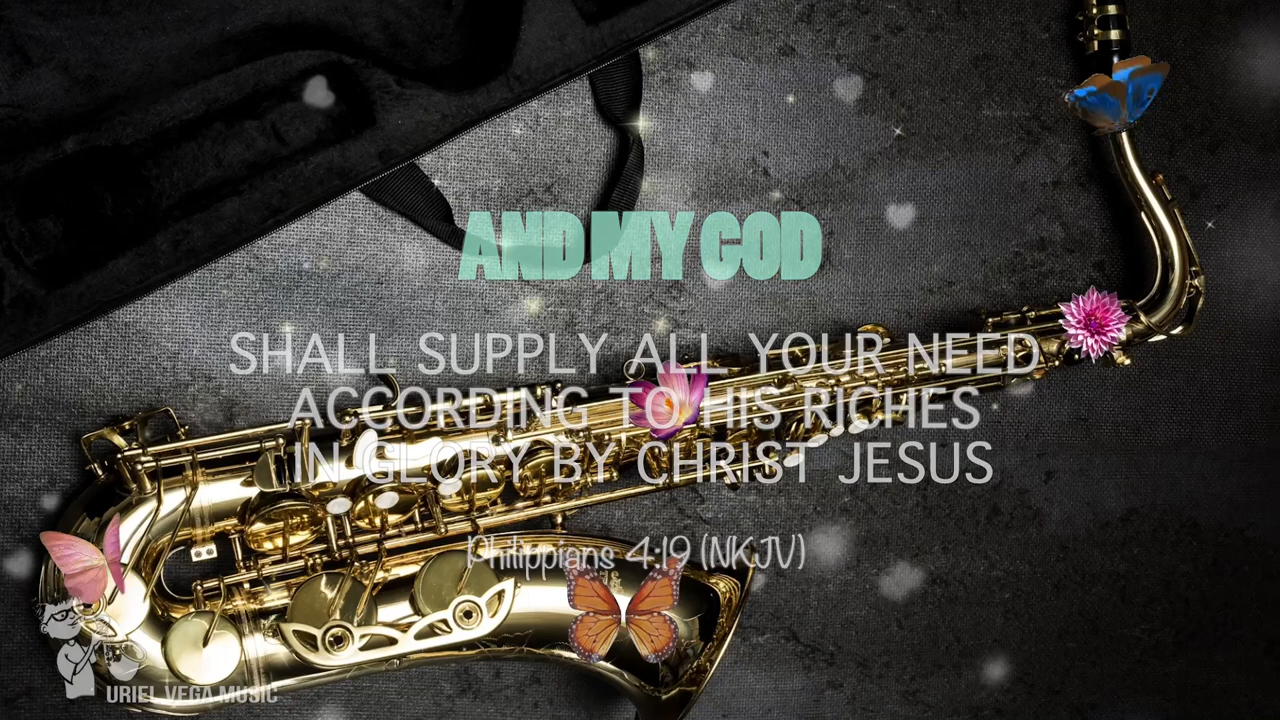 AND MY GOD
SHALL SUPPLY ALL YOUR NEED
ACCORDING TO HIS RICHES
IN GLORY BY CHRIST JESUS
Philippians 4:19 (NKJV)
URIEL VEGA MUSIC